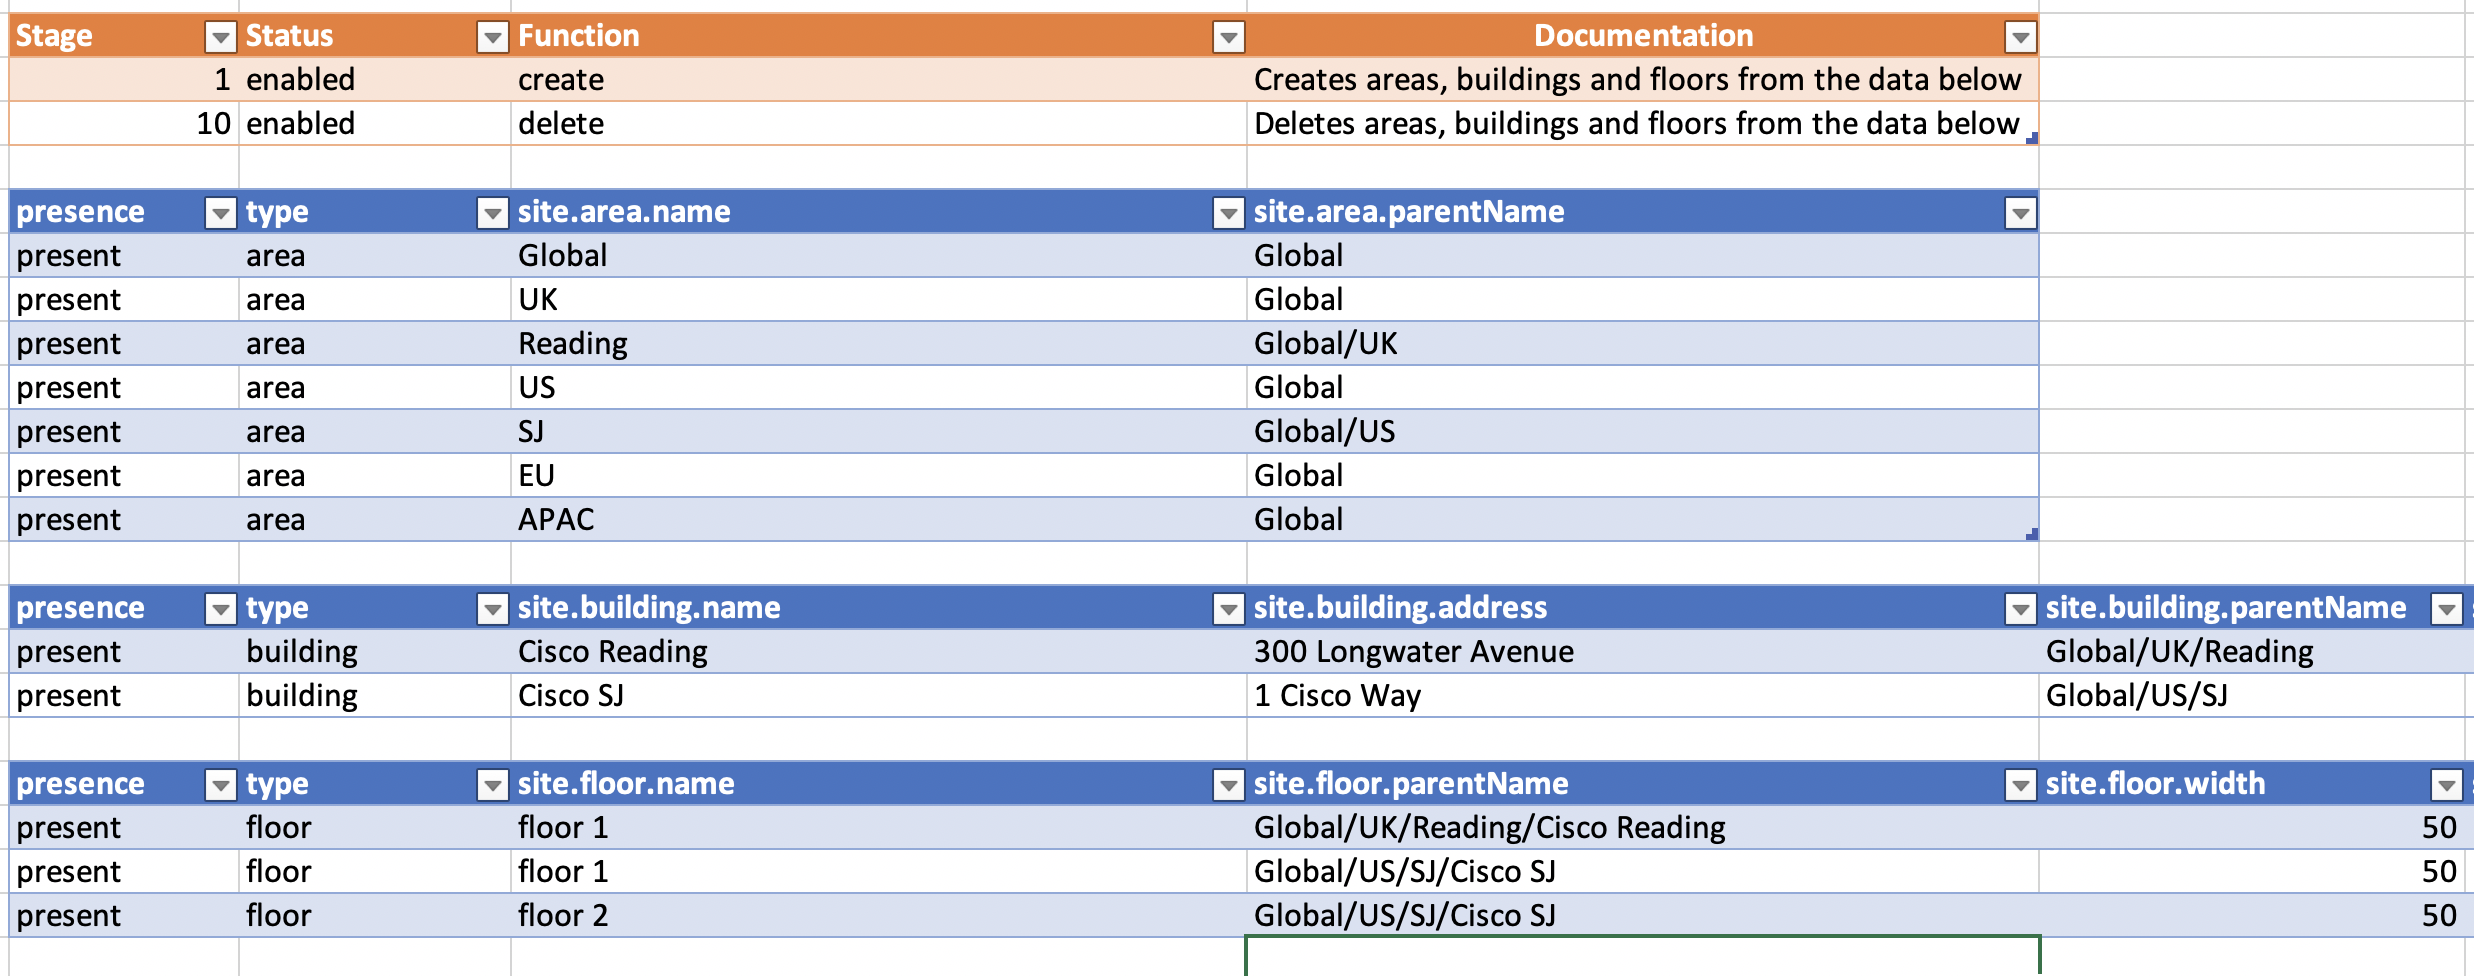 Stage Status Function Documentation
1 enabled create Creates areas, buildings and floors from the data below
10 enabled delete Deletes areas, buildings and floors from the data below
presence type site.area.name site.area.parentName
present area Global Global
present area UK Global
present area Reading Global/UK
present area US Global
present area SJ Global/US
present area EU Global
present area APAC Global
presence type site.building.name site.building.address site.building.parentName
present building Cisco Reading 300 Longwater Avenue Global/UK/Reading
present building Cisco SJ 1 Cisco Way Global/US/SJ
presence type site.floor.name site.floor.parentName site.floor.width
present floor floor 1 Global/UK/Reading/Cisco Reading 50
present floor floor 1 Global/US/SJ/Cisco SJ 50
present floor floor 2 Global/US/SJ/Cisco SJ 50